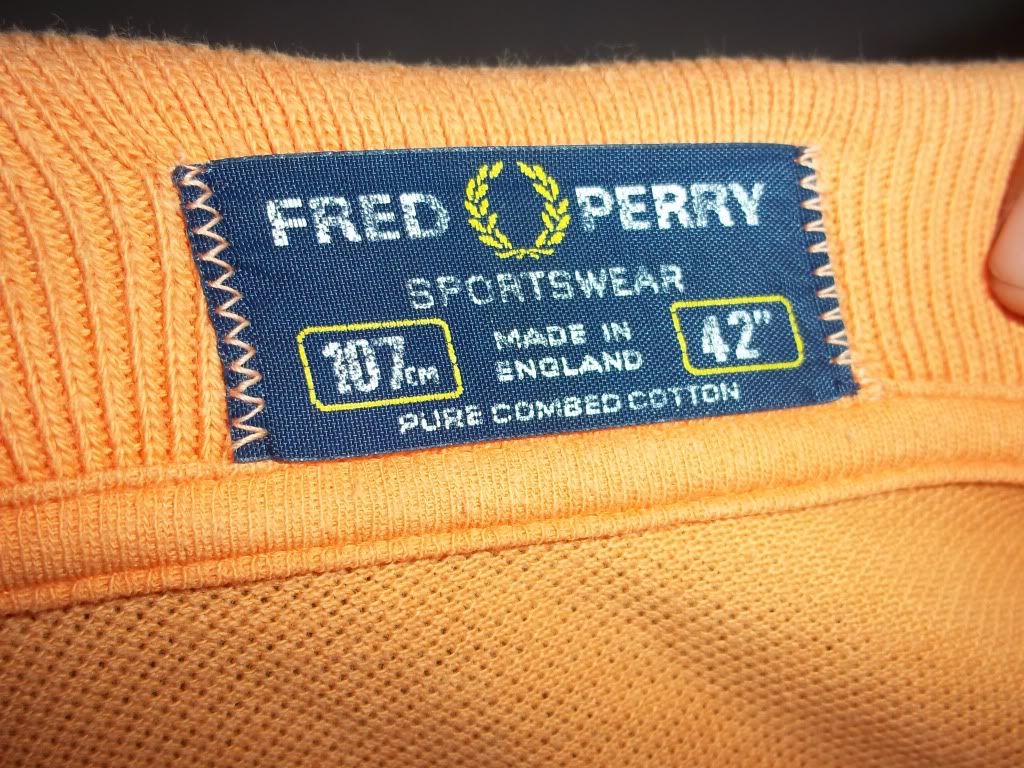 FRED PERRY
SPORTSWEAR
107CM
MADE IN
ENGLAND
42"
PURE COMBED COTTON